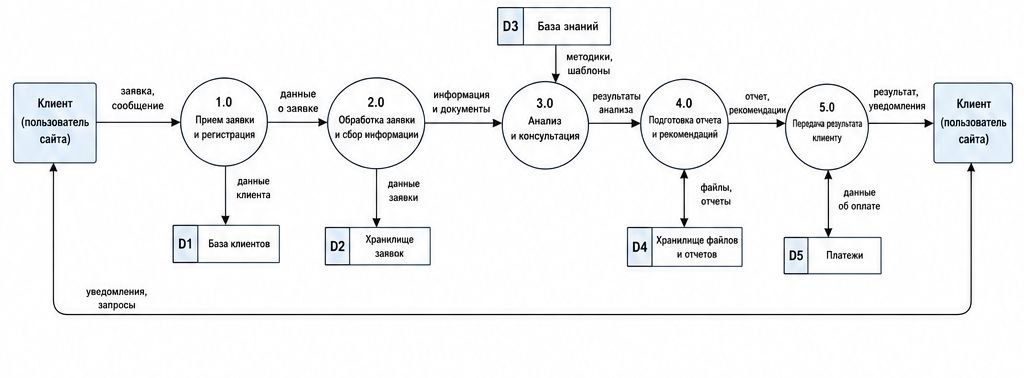 D3
База знаний
методики,
шаблоны
Клиент
(пользователь
сайта)
заявка,
сообщение
1.0
Прием заявки
и регистрация
данные
о заявке
2.0
Обработка заявки
и сбор информации
информация
и документы
3.0
Анализ
и консультация
результаты
анализа
4.0
Подготовка отчета
и рекомендаций
отчет,
рекомендации
5.0
Передача результата
клиенту
результат,
уведомления
Клиент
(пользователь
сайта)
данные
клиента
данные
заявки
файлы,
отчеты
данные
об оплате
D1
База клиентов
D2
Хранилище
заявок
D4
Хранилище файлов
и отчетов
D5
Платежи
уведомления,
запросы